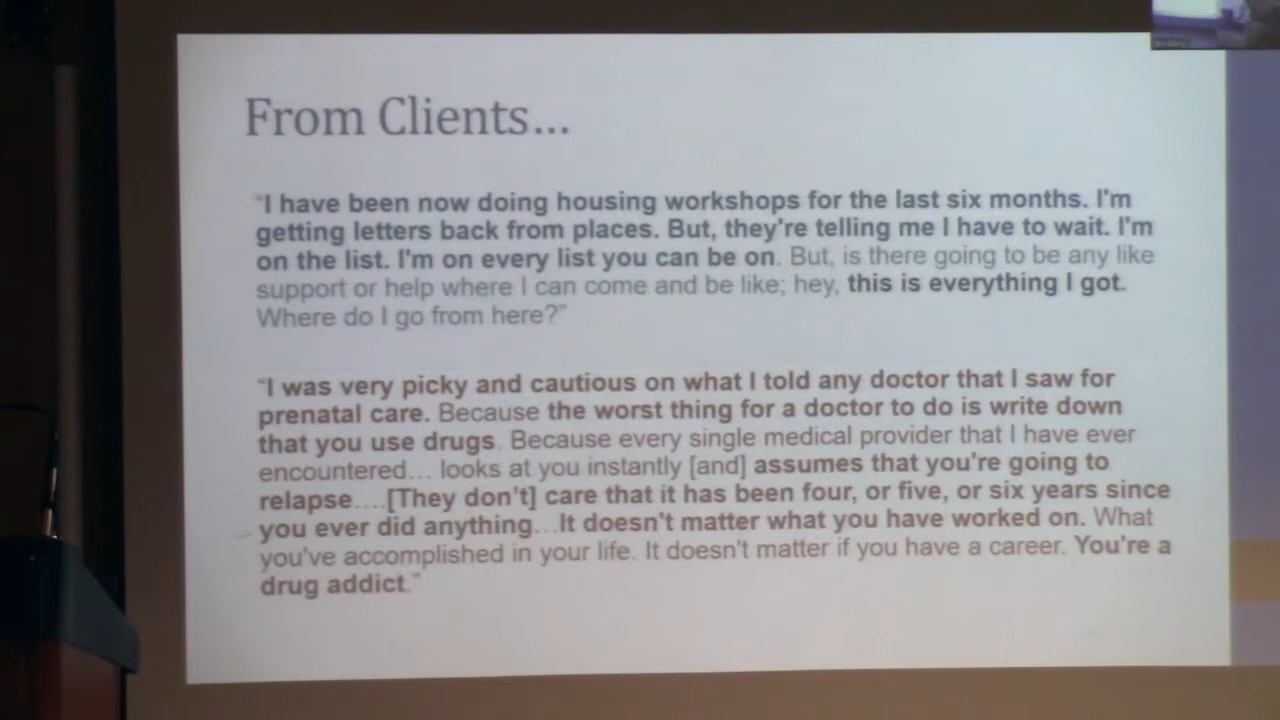 From Clients...
"I have been now doing housing workshops for the last six months. I'm
getting letters back from places. But, they're telling me I have to wait. I'm
on the list. I'm on every list you can be on. But, is there going to be any like
support or help where I can come and be like; hey, this is everything I got.
Where do I go from here?"
"I was very picky and cautious on what I told any doctor that I saw for
prenatal care. Because the worst thing for a doctor to do is write down
that you use drugs. Because every single medical provider that I have ever
encountered... looks at you instantly [and] assumes that you're going to
relapse....[They don't] care that it has been four, or five, or six years since
you ever did anything...It doesn't matter what you have worked on. What
you've accomplished in your life. It doesn't matter if you have a career. You're a
drug addict."